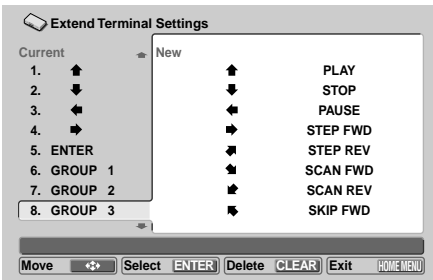 Extend Terminal Settings
Current New
1. ⬆ ⬆ PLAY
2. ⬇ ⬇ STOP
3. ⬅ ⬅ PAUSE
4. ➡ ➡ STEP FWD
5. ENTER ⬈ STEP REV
6. GROUP 1 ⬉ SCAN FWD
7. GROUP 2 ⬋ SCAN REV
8. GROUP 3 ⬉ SKIP FWD
Move Select ENTER Delete CLEAR Exit HOME MENU